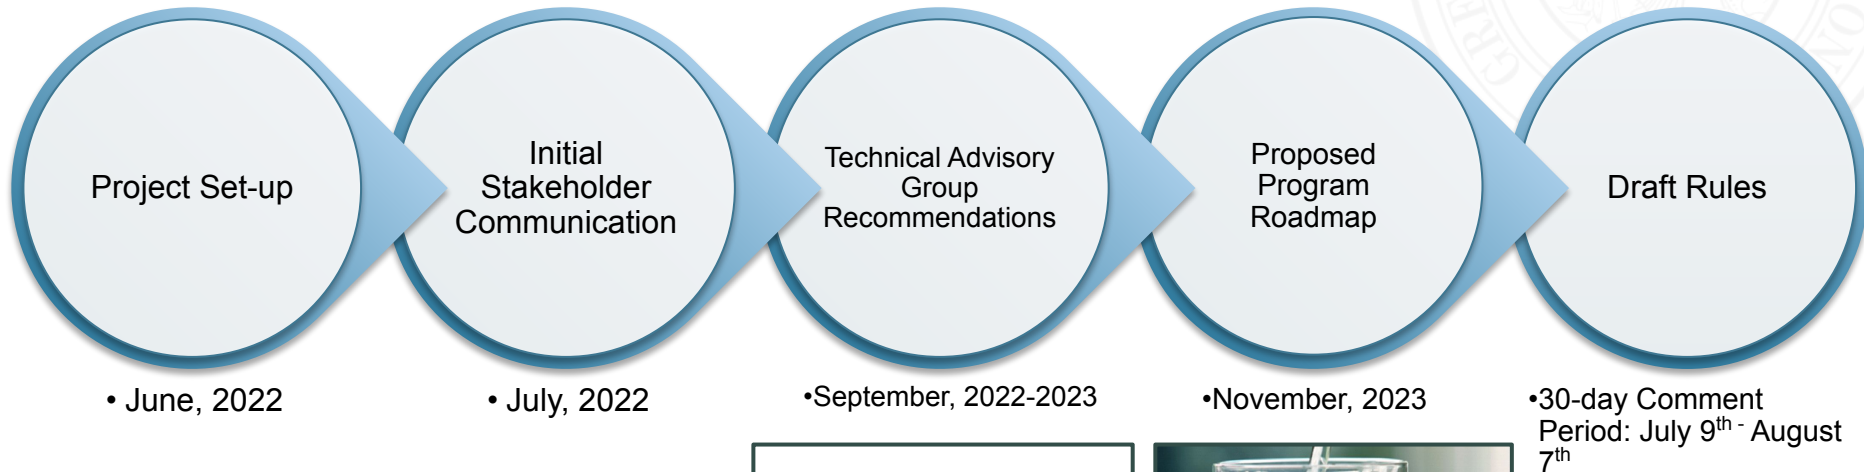 Project Set-up
• June, 2022
Initial
Stakeholder
Communication
• July, 2022
Technical Advisory
Group
Recommendations
•September, 2022-2023
Proposed
Program
Roadmap
•November, 2023
Draft Rules
•30-day Comment
Period: July 9th - August
7th